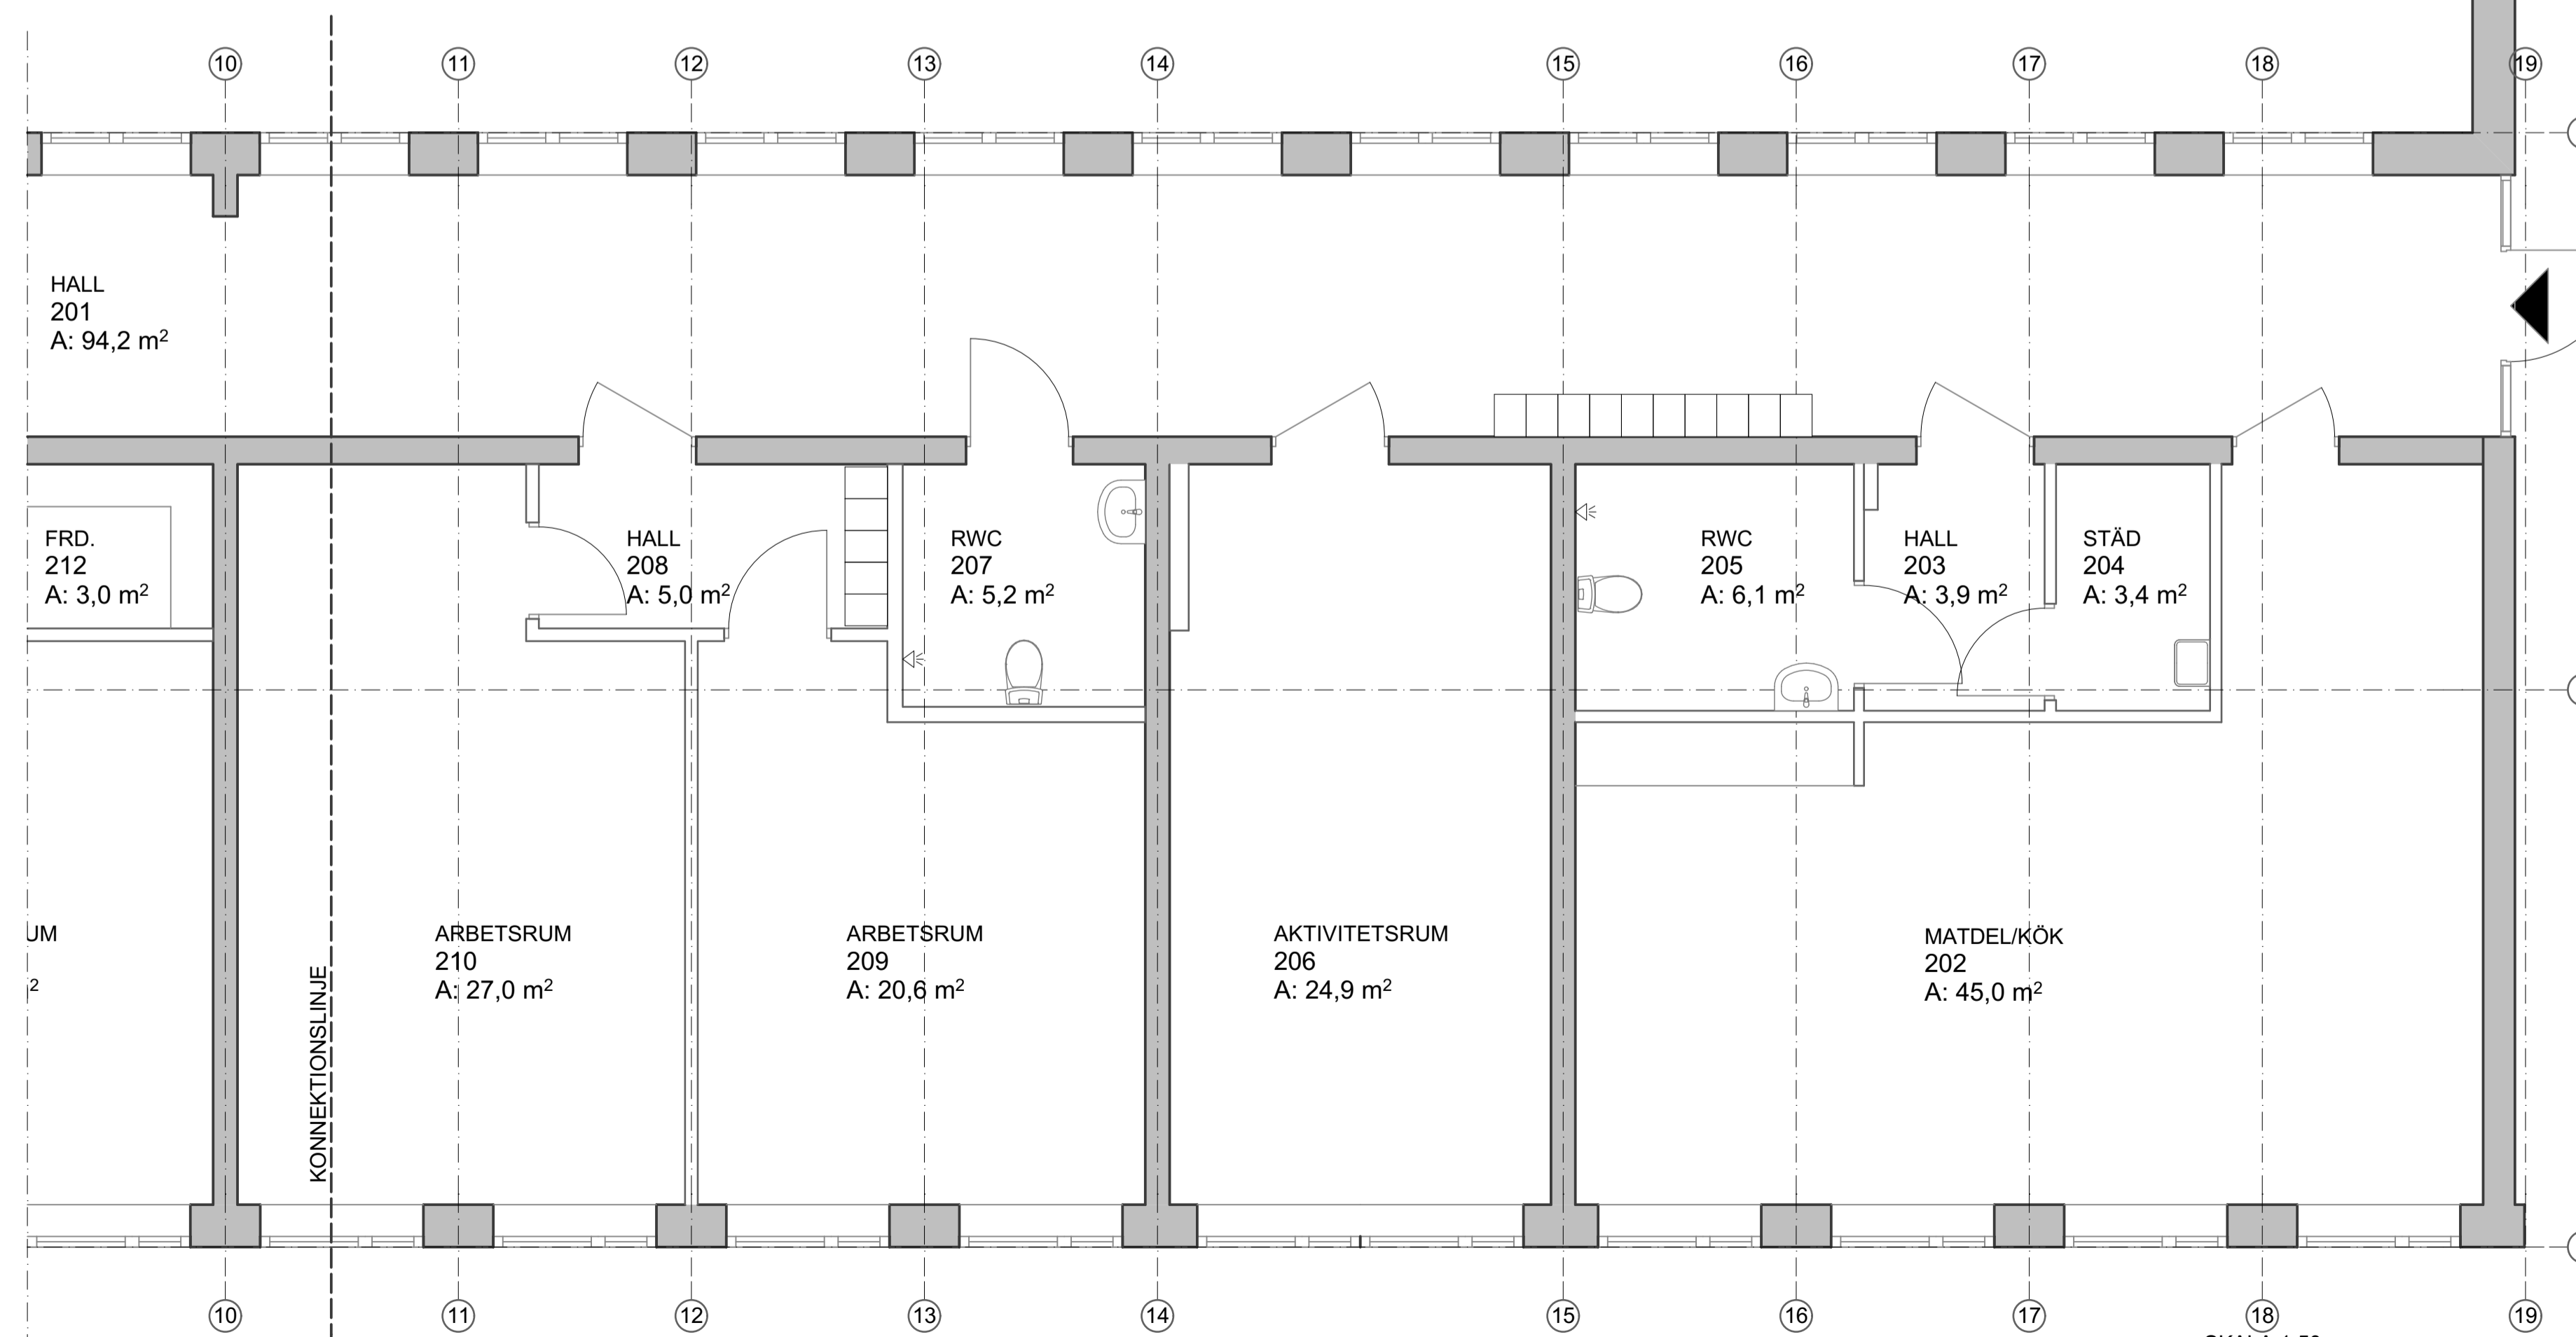 10
11
12
13
14
15
16
17
18
19
HALL
201
A: 94,2 m²
FRD.
212
A: 3,0 m²
HALL
208
A: 5,0 m²
RWC
207
A: 5,2 m²
RWC
205
A: 6,1 m²
HALL
203
A: 3,9 m²
STÄD
204
A: 3,4 m²
UM
2
KONNEKTIONSLINJE
ARBETSRUM
210
A: 27,0 m²
ARBETSRUM
209
A: 20,6 m²
AKTIVITETSRUM
206
A: 24,9 m²
MATDEL/KÖK
202
A: 45,0 m²
10
11
12
13
14
15
16
17
18
19